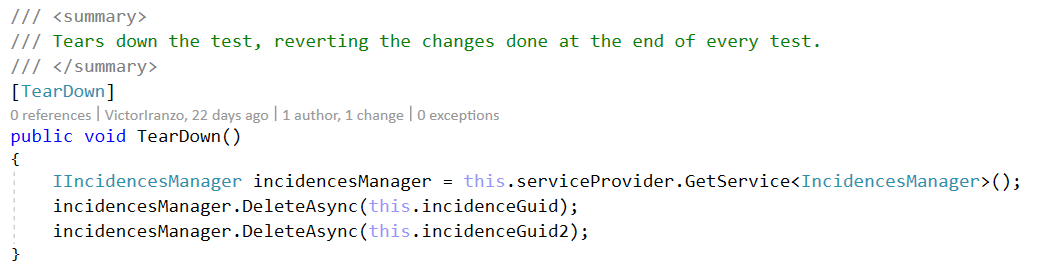 /// <summary>
/// Tears down the test, reverting the changes done at the end of every test.
/// </summary>
[TearDown]
0 references | VictorIranzo, 22 days ago | 1 author, 1 change | 0 exceptions
public void TearDown()
{
    IIncidencesManager incidencesManager = this.serviceProvider.GetService<IncidencesManager>();
    incidencesManager.DeleteAsync(this.incidenceGuid);
    incidencesManager.DeleteAsync(this.incidenceGuid2);
}